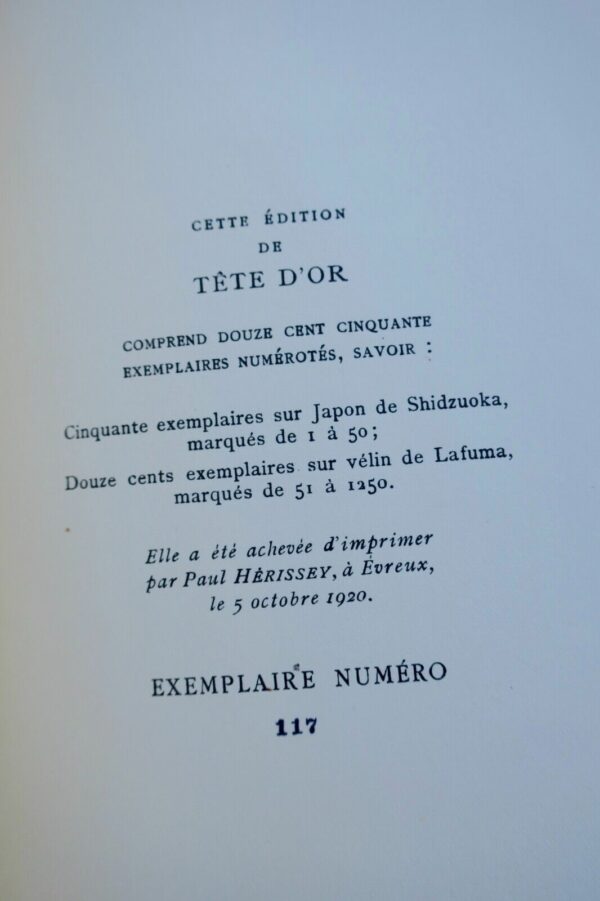 CETTE ÉDITION
DE
TÊTE D'OR
COMPREND DOUZE CENT CINQUANTE
EXEMPLAIRES NUMÉROTÉS, SAVOIR :
Cinquante exemplaires sur Japon de Shidzuoka,
marqués de 1 à 50;
Douze cents exemplaires sur vélin de Lafuma,
marqués de 51 à 1250.
Elle a été achevée d'imprimer
par Paul HÉRISSEY, à Évreux,
le 5 octobre 1920.
EXEMPLAIRE NUMÉRO
117